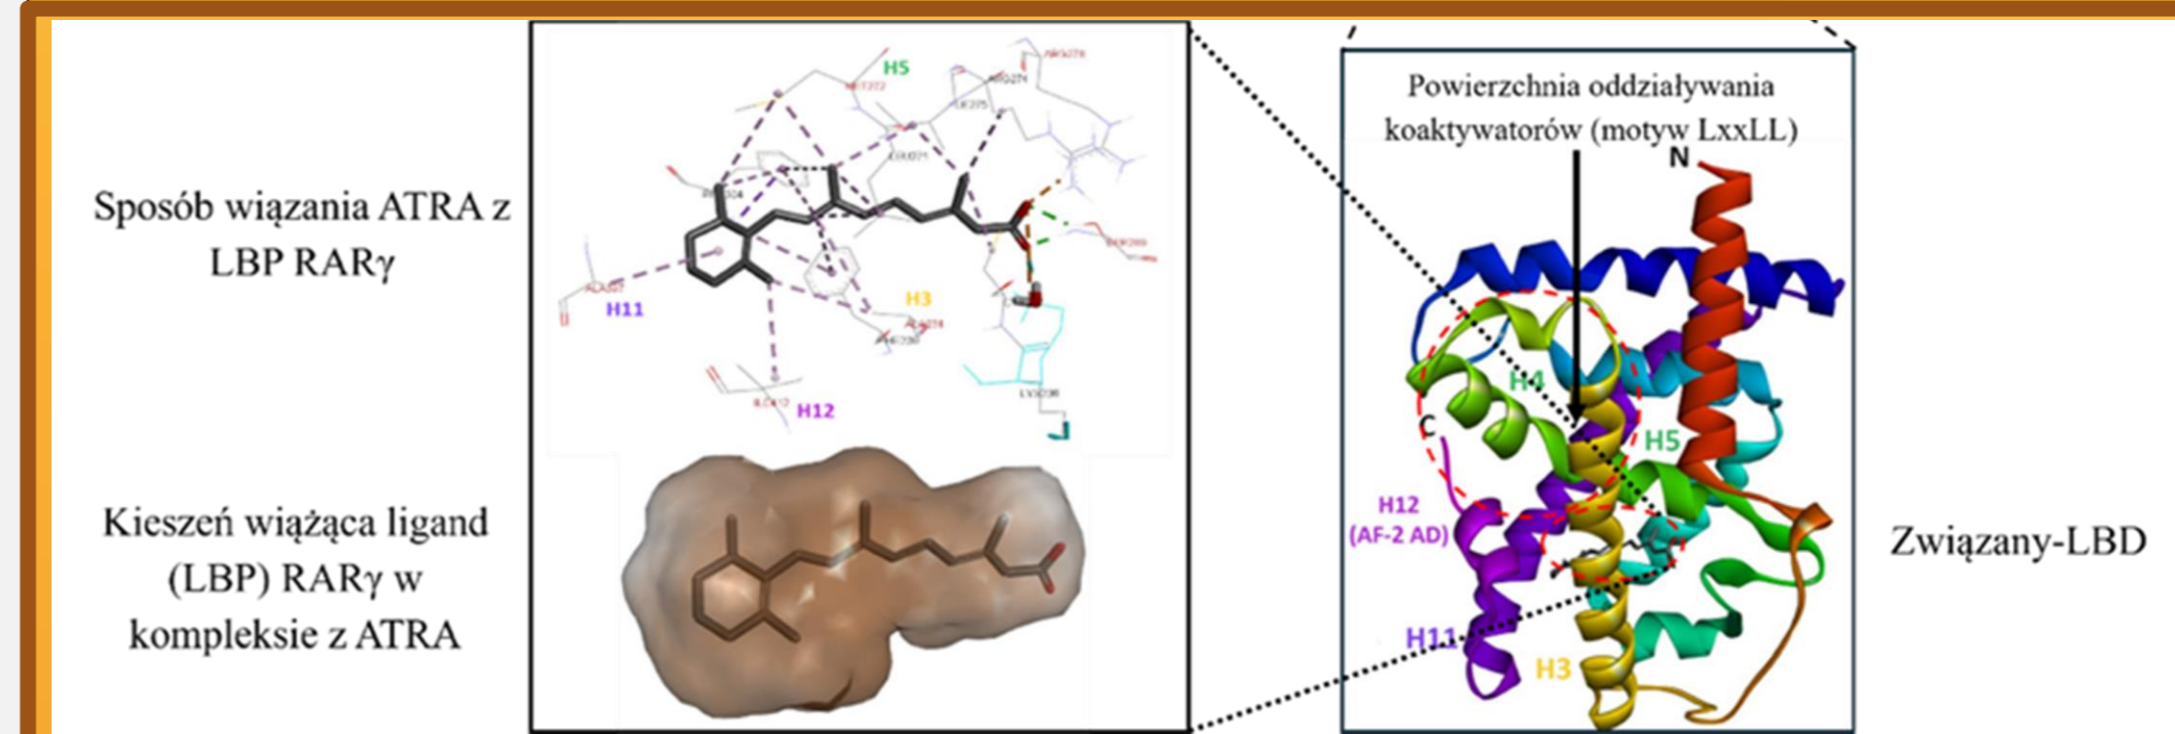 Sposób wiązania ATRA z
LBP RARγ
Kieszeń wiążąca ligand
(LBP) RARγ w
kompleksie z ATRA
H5
H11
H3
H12
Powierzchnia oddziaływania
koaktywatorów (motyw LxxLL)
N
H4
C
H5
H12
(AF-2 AD)
H11
H3
Związany-LBD